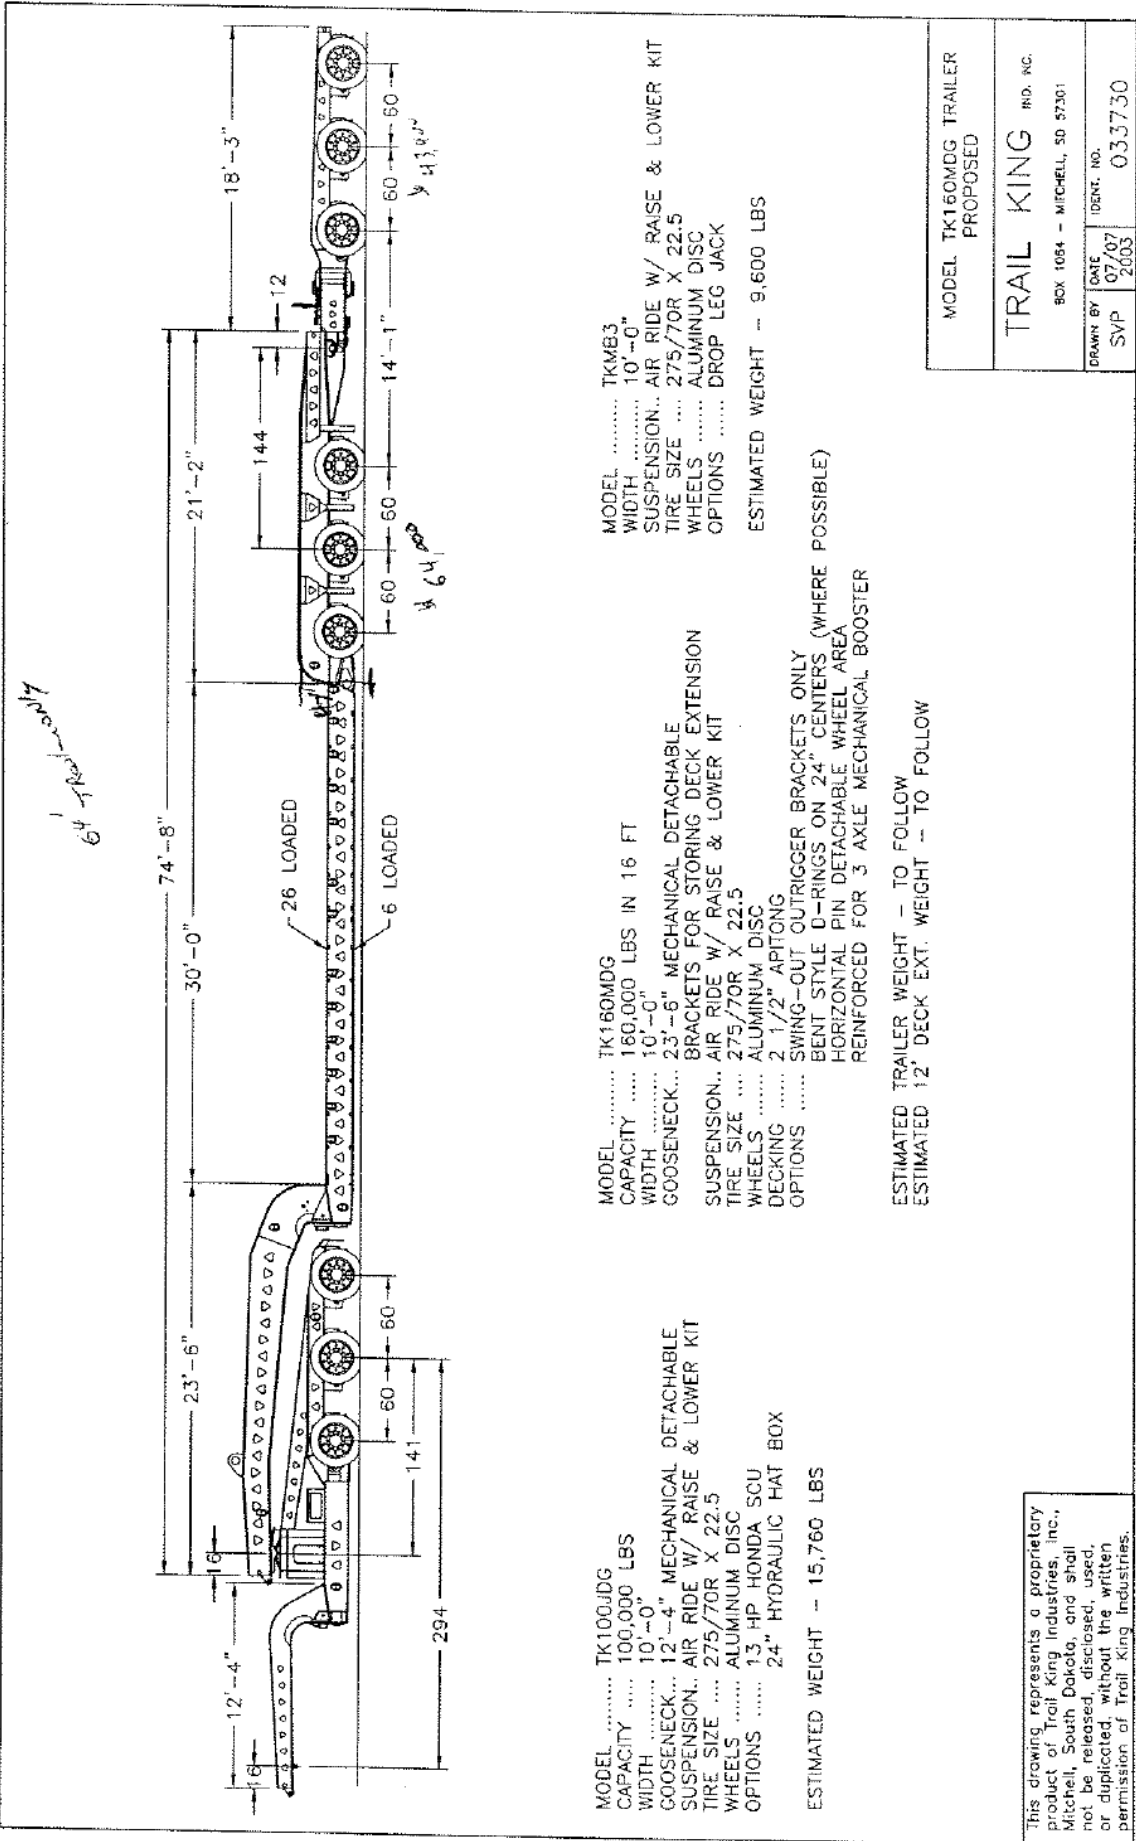 64' Trail only
74'-8"
23'-6"
30'-0"
21'-2"
18'-3"
12'-4"
16
16
144
12
26 LOADED
6 LOADED
60
60
141
294
60
60
14'-1"
60
60
64,000
MODEL ......... TK100JDG
CAPACITY ..... 100,000 LBS
WIDTH .......... 10'-0"
GOOSENECK... 12'-4" MECHANICAL DETACHABLE
SUSPENSION.. AIR RIDE W/ RAISE & LOWER KIT
TIRE SIZE .... 275/70R X 22.5
WHEELS ....... ALUMINUM DISC
OPTIONS ...... 13 HP HONDA SCU
24" HYDRAULIC HAT BOX
ESTIMATED WEIGHT - 15,760 LBS
MODEL ......... TK160MDG
CAPACITY ..... 160,000 LBS IN 16 FT
WIDTH .......... 10'-0"
GOOSENECK... 23'-6" MECHANICAL DETACHABLE
BRACKETS FOR STORING DECK EXTENSION
SUSPENSION.. AIR RIDE W/ RAISE & LOWER KIT
TIRE SIZE .... 275/70R X 22.5
WHEELS ....... ALUMINUM DISC
DECKING ...... 2 1/2" APITONG
OPTIONS ...... SWING-OUT OUTRIGGER BRACKETS ONLY
BENT STYLE D-RINGS ON 24" CENTERS (WHERE POSSIBLE)
HORIZONTAL PIN DETACHABLE WHEEL AREA
REINFORCED FOR 3 AXLE MECHANICAL BOOSTER
ESTIMATED TRAILER WEIGHT - TO FOLLOW
ESTIMATED 12' DECK EXT. WEIGHT - TO FOLLOW
MODEL ......... TKMB3
WIDTH .......... 10'-0"
SUSPENSION.. AIR RIDE W/ RAISE & LOWER KIT
TIRE SIZE .... 275/70R X 22.5
WHEELS ....... ALUMINUM DISC
OPTIONS ...... DROP LEG JACK
ESTIMATED WEIGHT - 9,600 LBS
This drawing represents a proprietary
product of Trail King Industries, Inc.,
Mitchell, South Dakota, and shall
not be released, disclosed, used,
or duplicated, without the written
permission of Trail King Industries.
MODEL TK160MDG TRAILER
PROPOSED
TRAIL KING IND. INC.
BOX 1064 - MITCHELL, SD 57301
DRAWN BY
SVP
DATE
07/07
2003
IDENT. NO.
033730